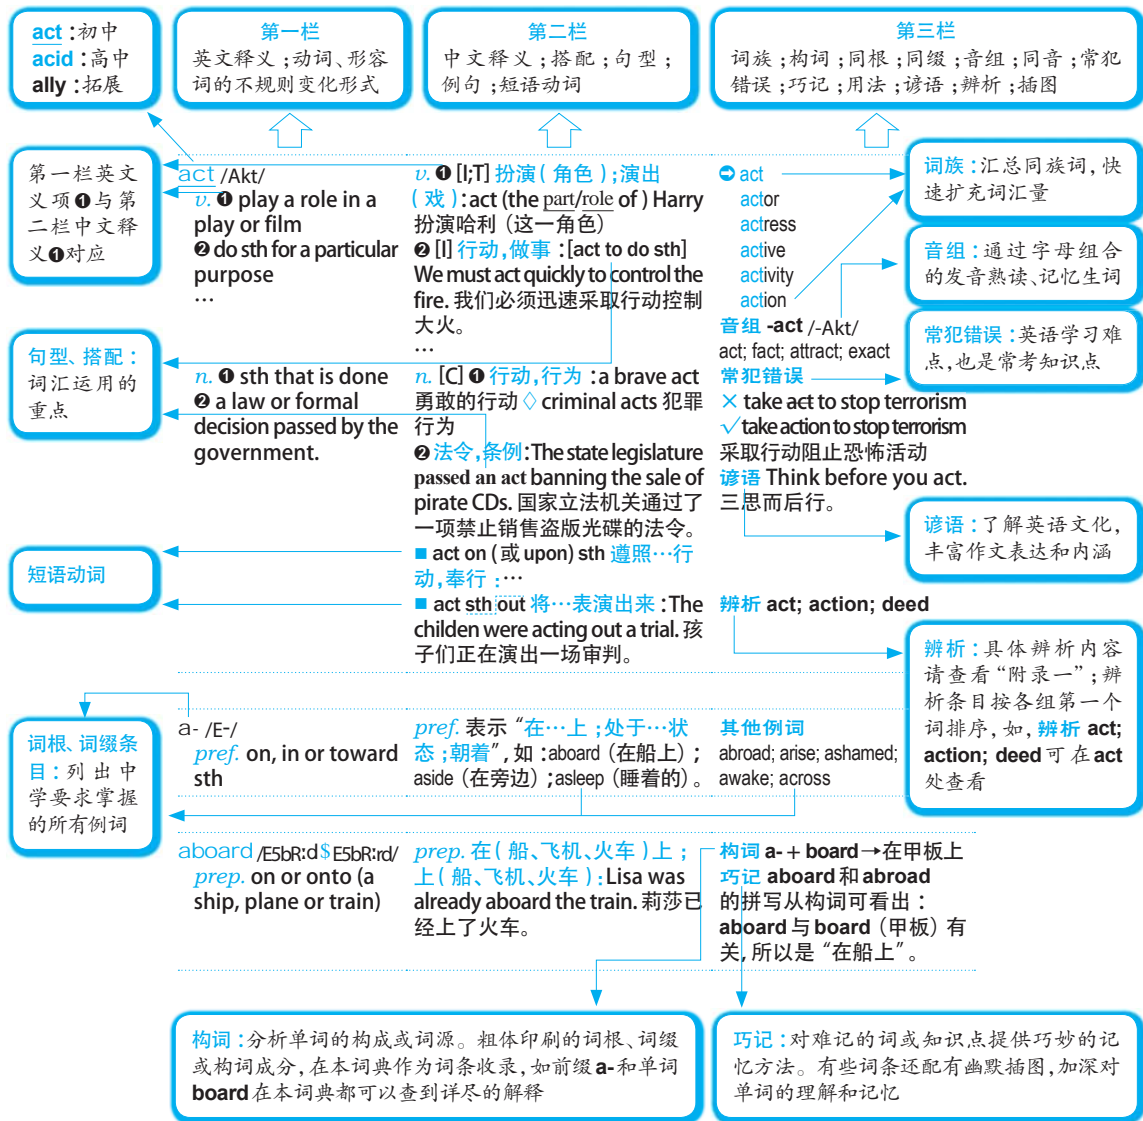 act :初中
acid :高中
ally :拓展
第一栏
英文释义;动词、形容
词的不规则变化形式
第二栏
中文释义;搭配;句型;
例句;短语动词
第三栏
词族;构词;同根;同缀;音组;同音;常犯
错误;巧记;用法;谚语;辨析;插图
第一栏英文
义项❶与第
二栏中文释
义❶对应
句型、搭配:
词汇运用的
重点
短语动词
act /Akt/
v. ❶ play a role in a
play or film
❷ do sth for a particular
purpose
…
n. ❶ sth that is done
❷ a law or formal
decision passed by the
government.
v. ❶ [I;T] 扮演(角色);演出
(戏):act (the part/role of ) Harry
扮演哈利(这一角色)
❷ [I] 行动,做事:[act to do sth]
We must act quickly to control the
fire. 我们必须迅速采取行动控制
大火。
…
n. [C] ❶ 行动,行为:a brave act
勇敢的行动 ◇ criminal acts 犯罪
行为
❷ 法令,条例:The state legislature
passed an act banning the sale of
pirate CDs. 国家立法机关通过了
一项禁止销售盗版光碟的法令。
■ act on (或 upon) sth 遵照…行
动,奉行:…
■ act sth out 将…表演出来:The
childen were acting out a trial. 孩
子们正在演出一场审判。
➲ act
actor
actress
active
activity
action
音组 -act /-Akt/
act; fact; attract; exact
常犯错误
× take act to stop terrorism
√ take action to stop terrorism
采取行动阻止恐怖活动
谚语 Think before you act.
三思而后行。
辨析 act; action; deed
词族:汇总同族词,快
速扩充词汇量
音组:通过字母组合
的发音熟读、记忆生词
常犯错误:英语学习难
点,也是常考知识点
谚语:了解英语文化,
丰富作文表达和内涵
辨析:具体辨析内容
请查看“附录一”;辨
析条目按各组第一个
词排序,如,辨析 act;
action; deed 可在 act
处查看
词根、词缀条
目:列出中
学要求掌握
的所有例词
a- /E-/
pref. on, in or toward
sth
pref. 表示“在…上;处于…状
态;朝着”,如:aboard(在船上);
aside(在旁边);asleep(睡着的)。
其他例词
abroad; arise; ashamed;
awake; across
aboard /E5bR:d$E5bR:rd/
prep. on or onto (a
ship, plane or train)
prep. 在(船、飞机、火车)上;
上(船、飞机、火车):Lisa was
already aboard the train. 莉莎已
经上了火车。
构词 a- + board →在甲板上
巧记 aboard 和 abroad
的拼写从构词可看出:
aboard 与 board(甲板)有
关,所以是“在船上”。
构词:分析单词的构成或词源。粗体印刷的词根、词缀
或构词成分,在本词典作为词条收录,如前缀 a- 和单词
board 在本词典都可以查到详尽的解释
巧记:对难记的词或知识点提供巧妙的记
忆方法。有些词条还配有幽默插图,加深对
单词的理解和记忆